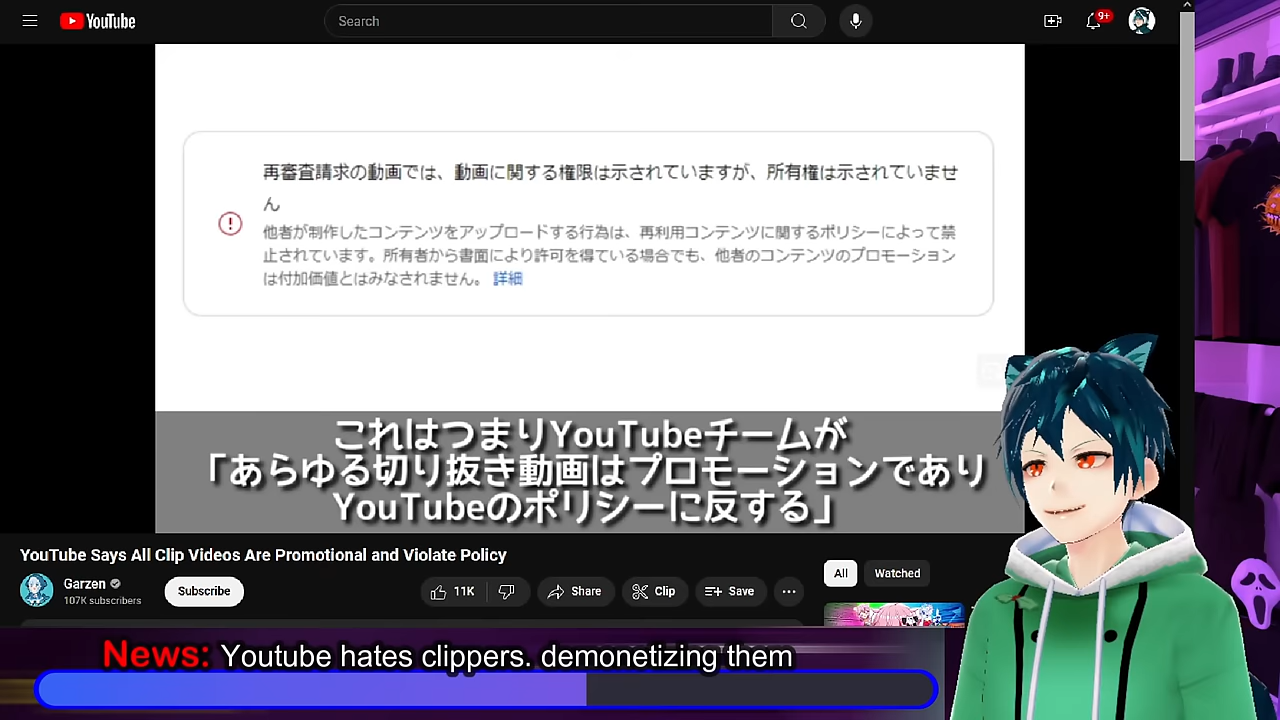 YouTube
Search
9+
再審査請求の動画では、動画に関する権限は示されていますが、所有権は示されていませ
ん
他者が制作したコンテンツをアップロードする行為は、再利用コンテンツに関するポリシーによって禁
止されています。所有者から書面により許可を得ている場合でも、他者のコンテンツのプロモーション
は付加価値とはみなされません。 詳細
これはつまりYouTubeチームが
「あらゆる切り抜き動画はプロモーションであり
YouTubeのポリシーに反する」
YouTube Says All Clip Videos Are Promotional and Violate Policy
Garzen
107K subscribers
Subscribe
11K
Share
Clip
Save
All
Watched
News: Youtube hates clippers. demonetizing them